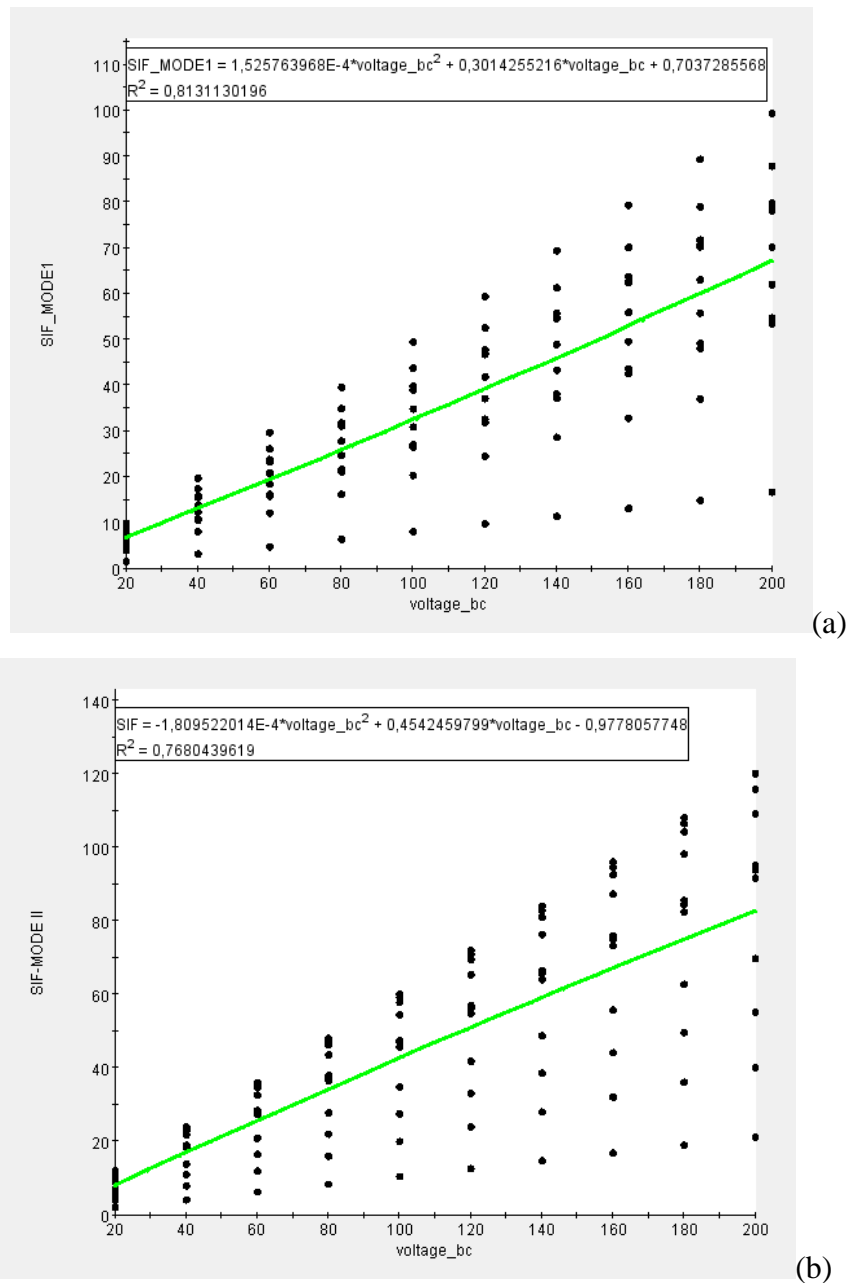 SIF_MODE1 = 1,525763968E-4*voltage_bc² + 0,3014255216*voltage_bc + 0,7037285568
R² = 0,8131130196
110
100
90
80
70
60
50
40
30
20
10
0
SIF_MODE1
20 40 60 80 100 120 140 160 180 200
voltage_bc
(a)
SIF = -1,809522014E-4*voltage_bc² + 0,4542459799*voltage_bc - 0,9778057748
R² = 0,7680439619
140
120
100
80
60
40
20
0
SIF-MODE II
20 40 60 80 100 120 140 160 180 200
voltage_bc
(b)